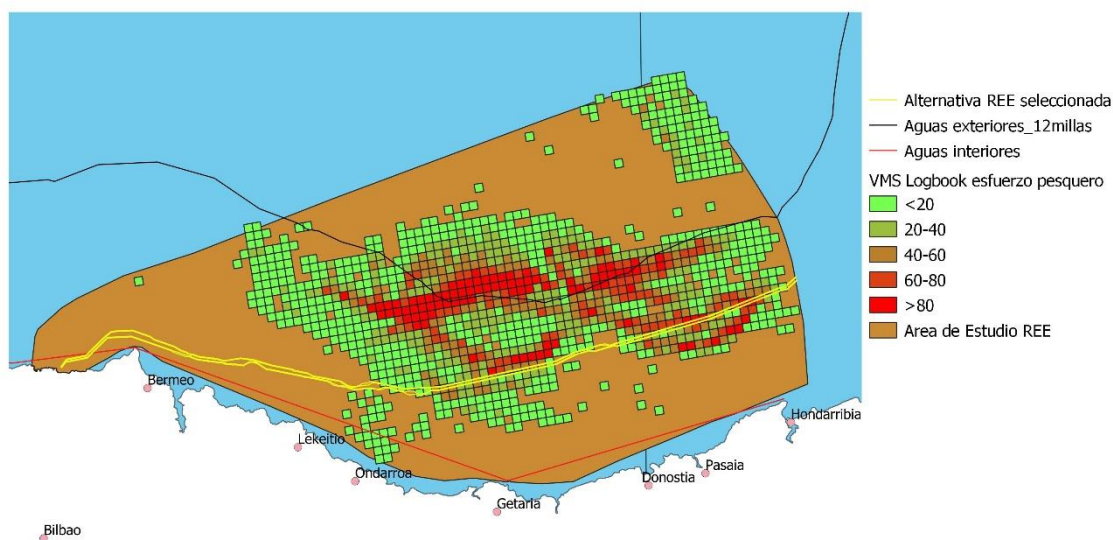 Alternativa REE seleccionada
Aguas exteriores_12millas
Aguas interiores
VMS Logbook esfuerzo pesquero
<20
20-40
40-60
60-80
>80
Area de Estudio REE
Bermeo
Lekeitio
Ondarroa
Getaria
Donostia
Pasaia
Hondarribia
Bilbao